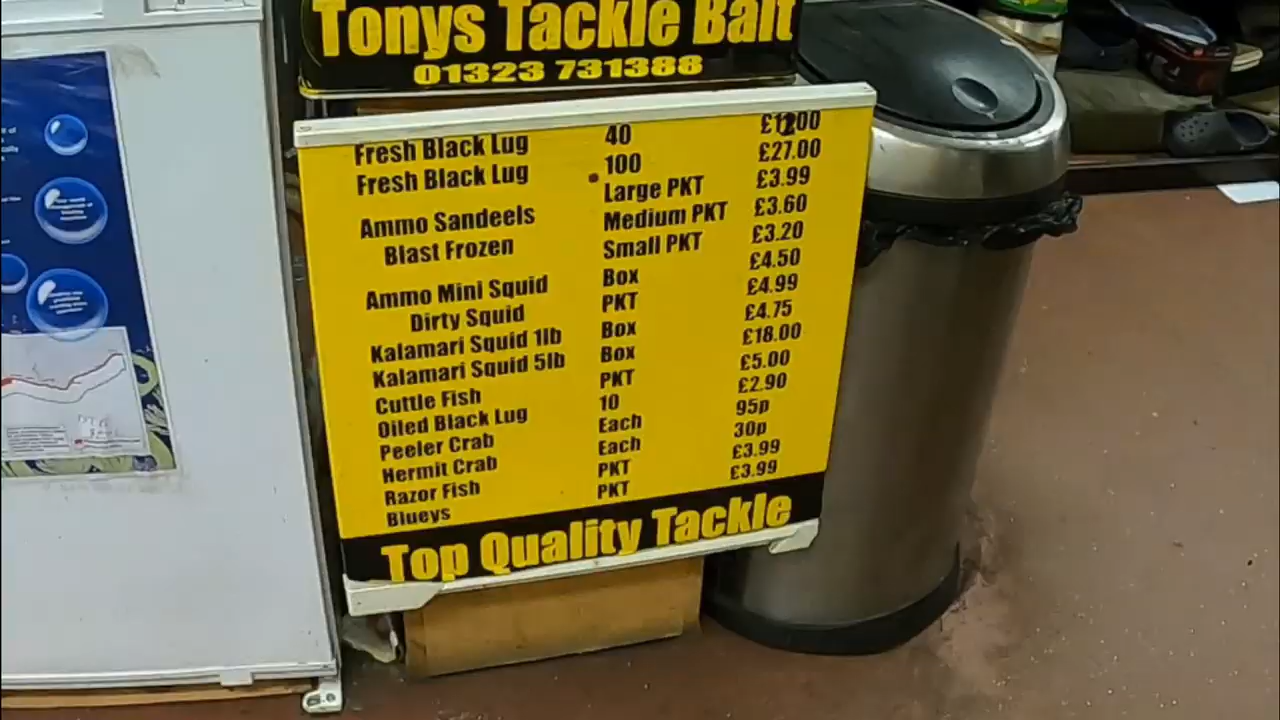 Tonys Tackle Bait
01323 731388
Fresh Black Lug 40 £12.00
Fresh Black Lug 100 £27.00
Large PKT £3.99
Ammo Sandeels Medium PKT £3.60
Blast Frozen Small PKT £3.20
Ammo Mini Squid Box £4.50
Dirty Squid PKT £4.99
Kalamari Squid 1lb Box £4.75
Kalamari Squid 5lb Box £18.00
Cuttle Fish PKT £5.00
Oiled Black Lug 10 £2.90
Peeler Crab Each 95p
Hermit Crab Each 30p
Razor Fish PKT £3.99
Blueys PKT £3.99
Top Quality Tackle